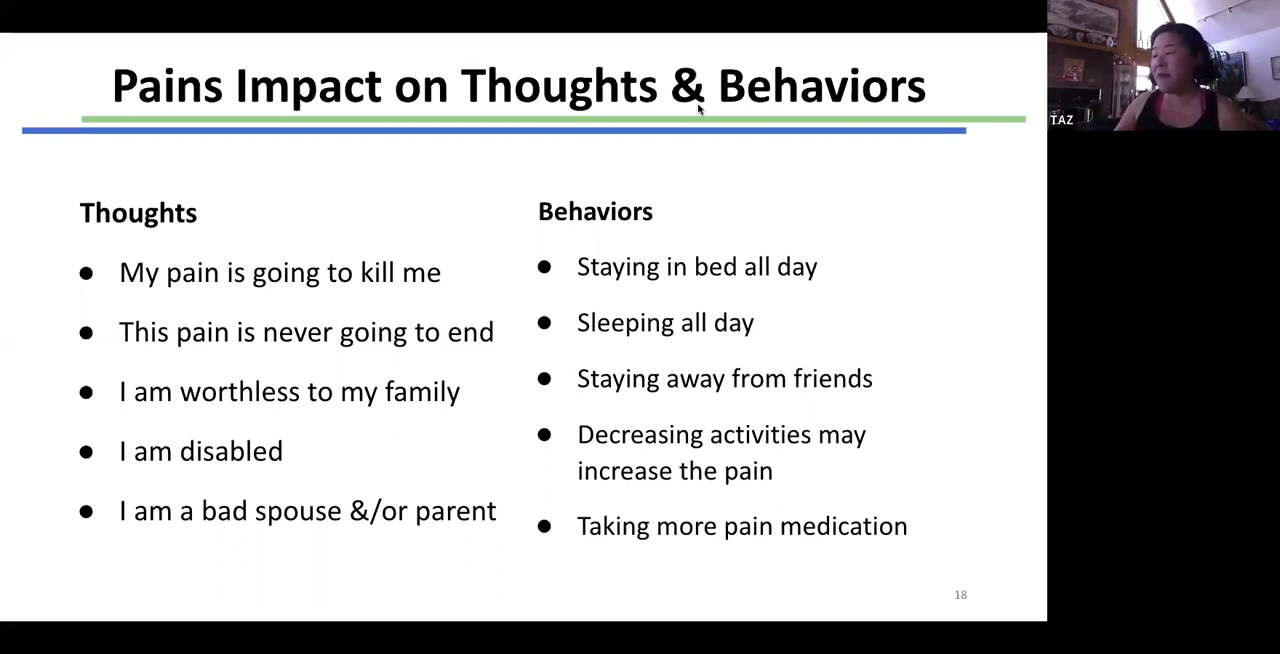 Pains Impact on Thoughts & Behaviors
TAZ
Thoughts
● My pain is going to kill me
● This pain is never going to end
● I am worthless to my family
● I am disabled
● I am a bad spouse &/or parent
Behaviors
● Staying in bed all day
● Sleeping all day
● Staying away from friends
● Decreasing activities may
increase the pain
● Taking more pain medication
18